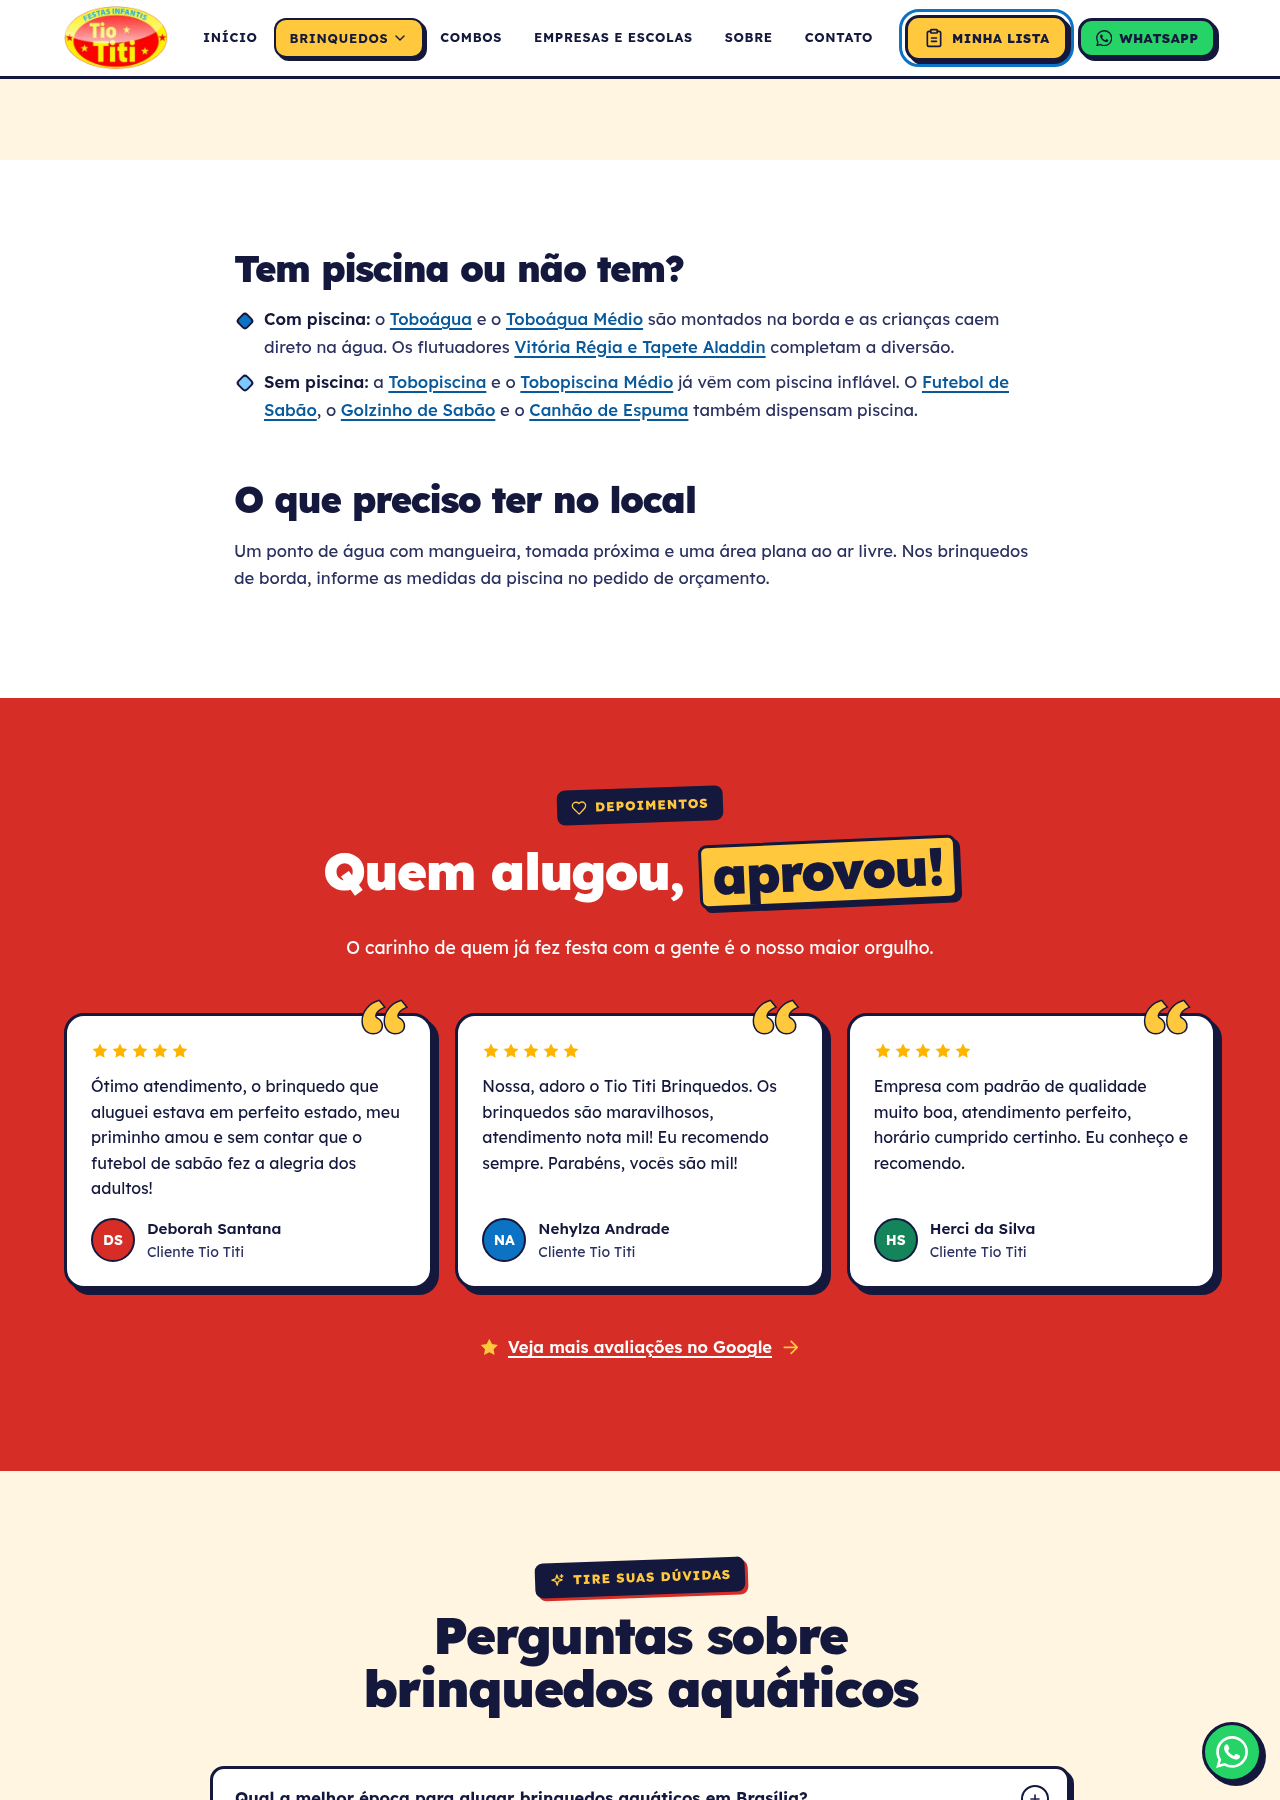 FESTAS INFANTIS
Tio
Titi
INÍCIO
BRINQUEDOS
COMBOS
EMPRESAS E ESCOLAS
SOBRE
CONTATO
MINHA LISTA
WHATSAPP
Tem piscina ou não tem?
Com piscina: o Toboágua e o Toboágua Médio são montados na borda e as crianças caem
direto na água. Os flutuadores Vitória Régia e Tapete Aladdin completam a diversão.
Sem piscina: a Tobopiscina e o Tobopiscina Médio já vêm com piscina inflável. O Futebol de
Sabão, o Golzinho de Sabão e o Canhão de Espuma também dispensam piscina.
O que preciso ter no local
Um ponto de água com mangueira, tomada próxima e uma área plana ao ar livre. Nos brinquedos
de borda, informe as medidas da piscina no pedido de orçamento.
DEPOIMENTOS
Quem alugou, aprovou!
O carinho de quem já fez festa com a gente é o nosso maior orgulho.
Ótimo atendimento, o brinquedo que
aluguei estava em perfeito estado, meu
priminho amou e sem contar que o
futebol de sabão fez a alegria dos
adultos!
DS
Deborah Santana
Cliente Tio Titi
Nossa, adoro o Tio Titi Brinquedos. Os
brinquedos são maravilhosos,
atendimento nota mil! Eu recomendo
sempre. Parabéns, vocês são mil!
NA
Nehylza Andrade
Cliente Tio Titi
Empresa com padrão de qualidade
muito boa, atendimento perfeito,
horário cumprido certinho. Eu conheço e
recomendo.
HS
Herci da Silva
Cliente Tio Titi
Veja mais avaliações no Google
TIRE SUAS DÚVIDAS
Perguntas sobre
brinquedos aquáticos
Qual a melhor época para alugar brinquedos aquáticos em Brasília?